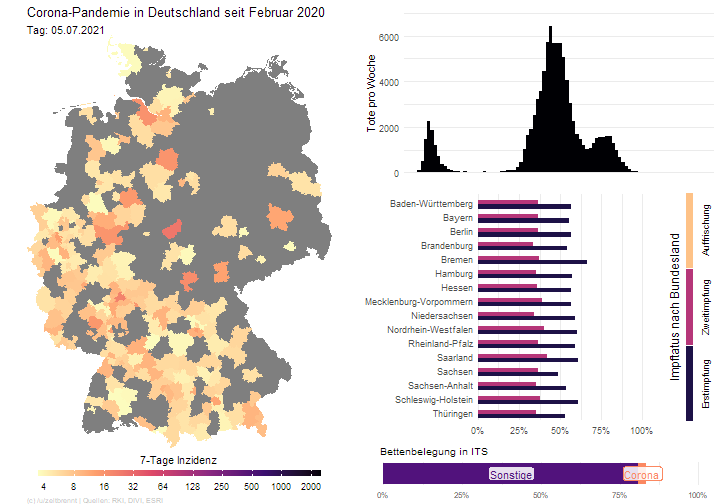 Corona-Pandemie in Deutschland seit Februar 2020
Tag: 05.07.2021
7-Tage Inzidenz
4 8 16 32 64 125 250 500 1000 2000
Tote pro Woche
6000
4000
2000
0
Baden-Württemberg
Bayern
Berlin
Brandenburg
Bremen
Hamburg
Hessen
Mecklenburg-Vorpommern
Niedersachsen
Nordrhein-Westfalen
Rheinland-Pfalz
Saarland
Sachsen
Sachsen-Anhalt
Schleswig-Holstein
Thüringen
0% 25% 50% 75% 100%
Impfstatus nach Bundesland
Auffrischung
Zweitimpfung
Erstimpfung
Bettenbelegung in ITS
Sonstige
Corona
0% 25% 50% 75% 100%
| Quellen: RKI, DIVI, ESRI